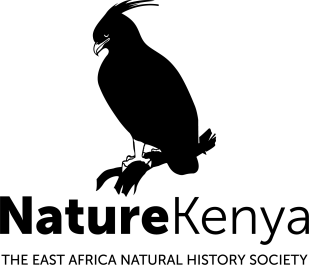 NatureKenya
THE EAST AFRICA NATURAL HISTORY SOCIETY